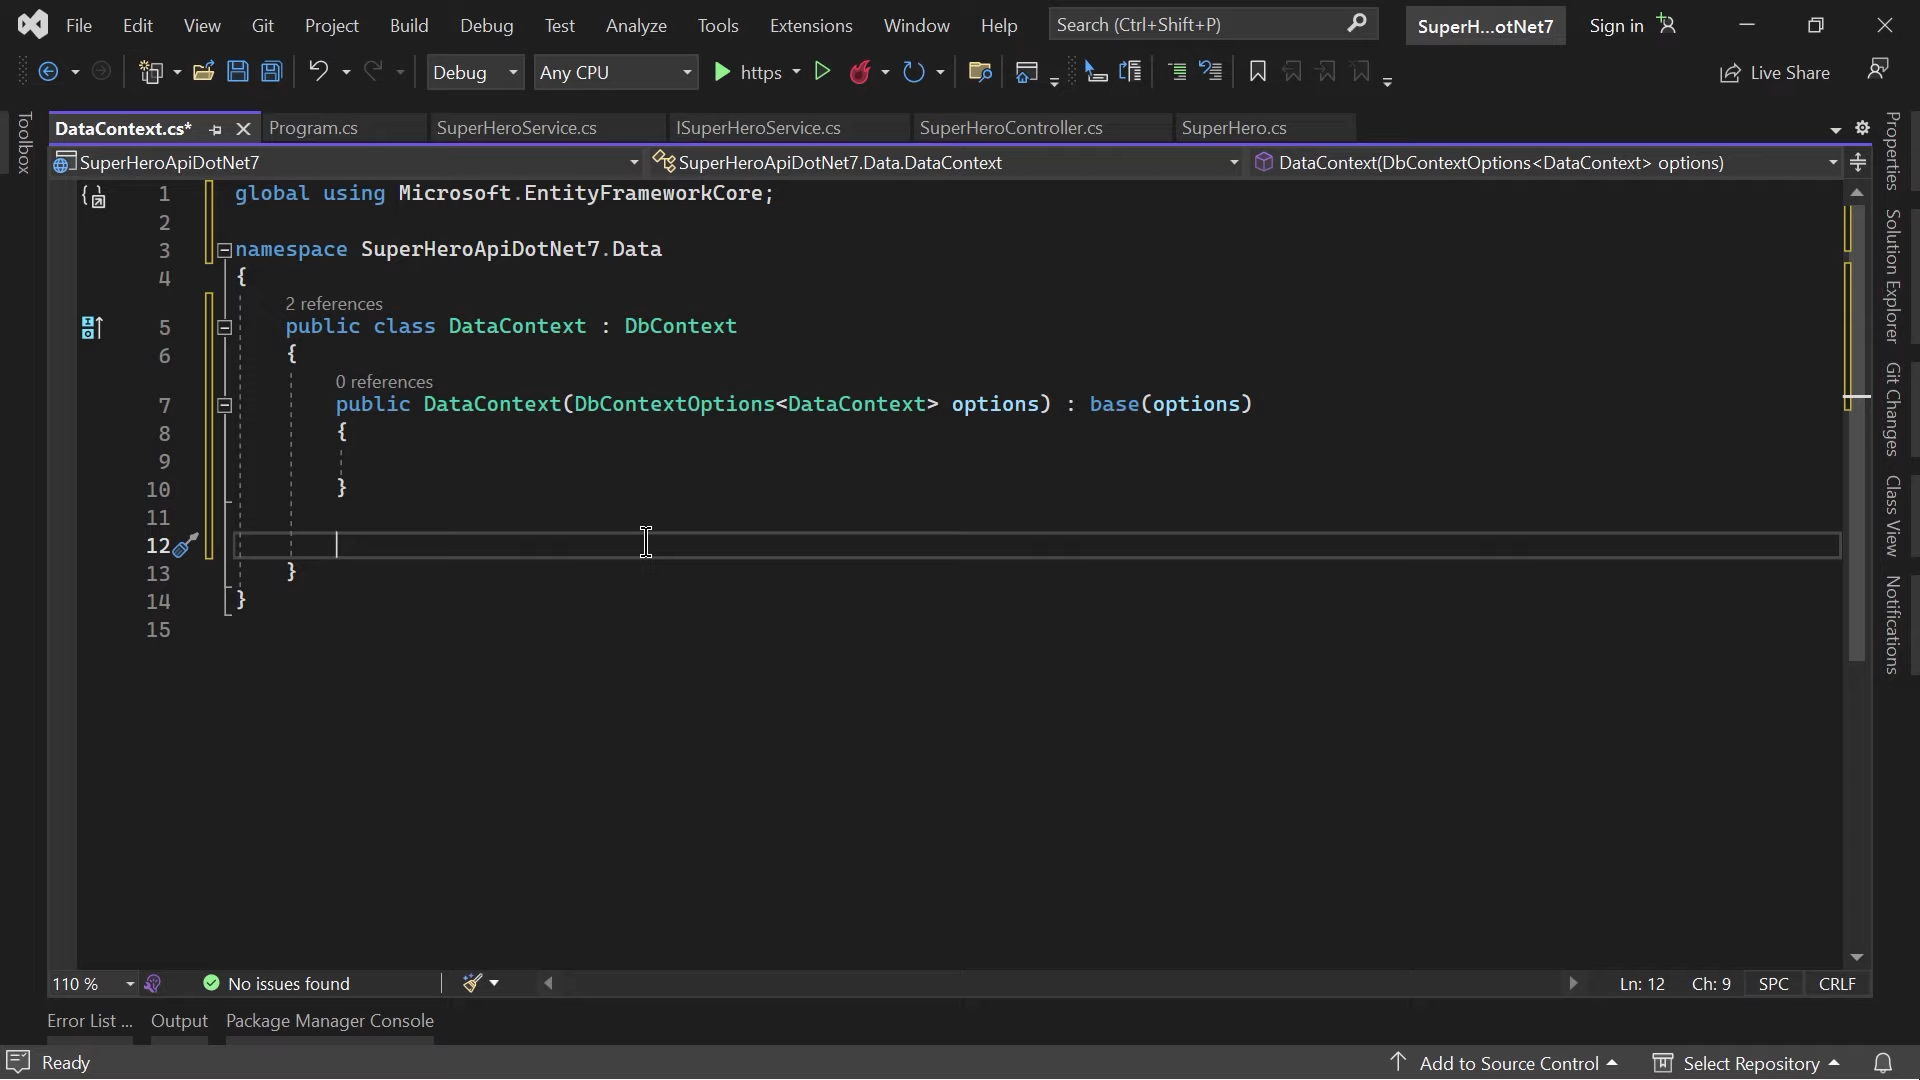 File Edit View Git Project Build Debug Test Analyze Tools Extensions Window Help Search (Ctrl+Shift+P) SuperH...otNet7 Sign in
Debug Any CPU https Live Share
Toolbox
DataContext.cs* Program.cs SuperHeroService.cs ISuperHeroService.cs SuperHeroController.cs SuperHero.cs
SuperHeroApiDotNet7 SuperHeroApiDotNet7.Data.DataContext DataContext(DbContextOptions<DataContext> options)
1 global using Microsoft.EntityFrameworkCore;
2
3 namespace SuperHeroApiDotNet7.Data
4 {
2 references
5 public class DataContext : DbContext
6 {
0 references
7 public DataContext(DbContextOptions<DataContext> options) : base(options)
8 {
9
10 }
11
12
13 }
14 }
15
Properties
Solution Explorer
Git Changes
Class View
Notifications
110 % No issues found Ln: 12 Ch: 9 SPC CRLF
Error List ... Output Package Manager Console
Ready Add to Source Control Select Repository